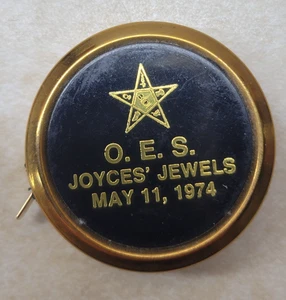 O. E. S.
JOYCES' JEWELS
MAY 11, 1974